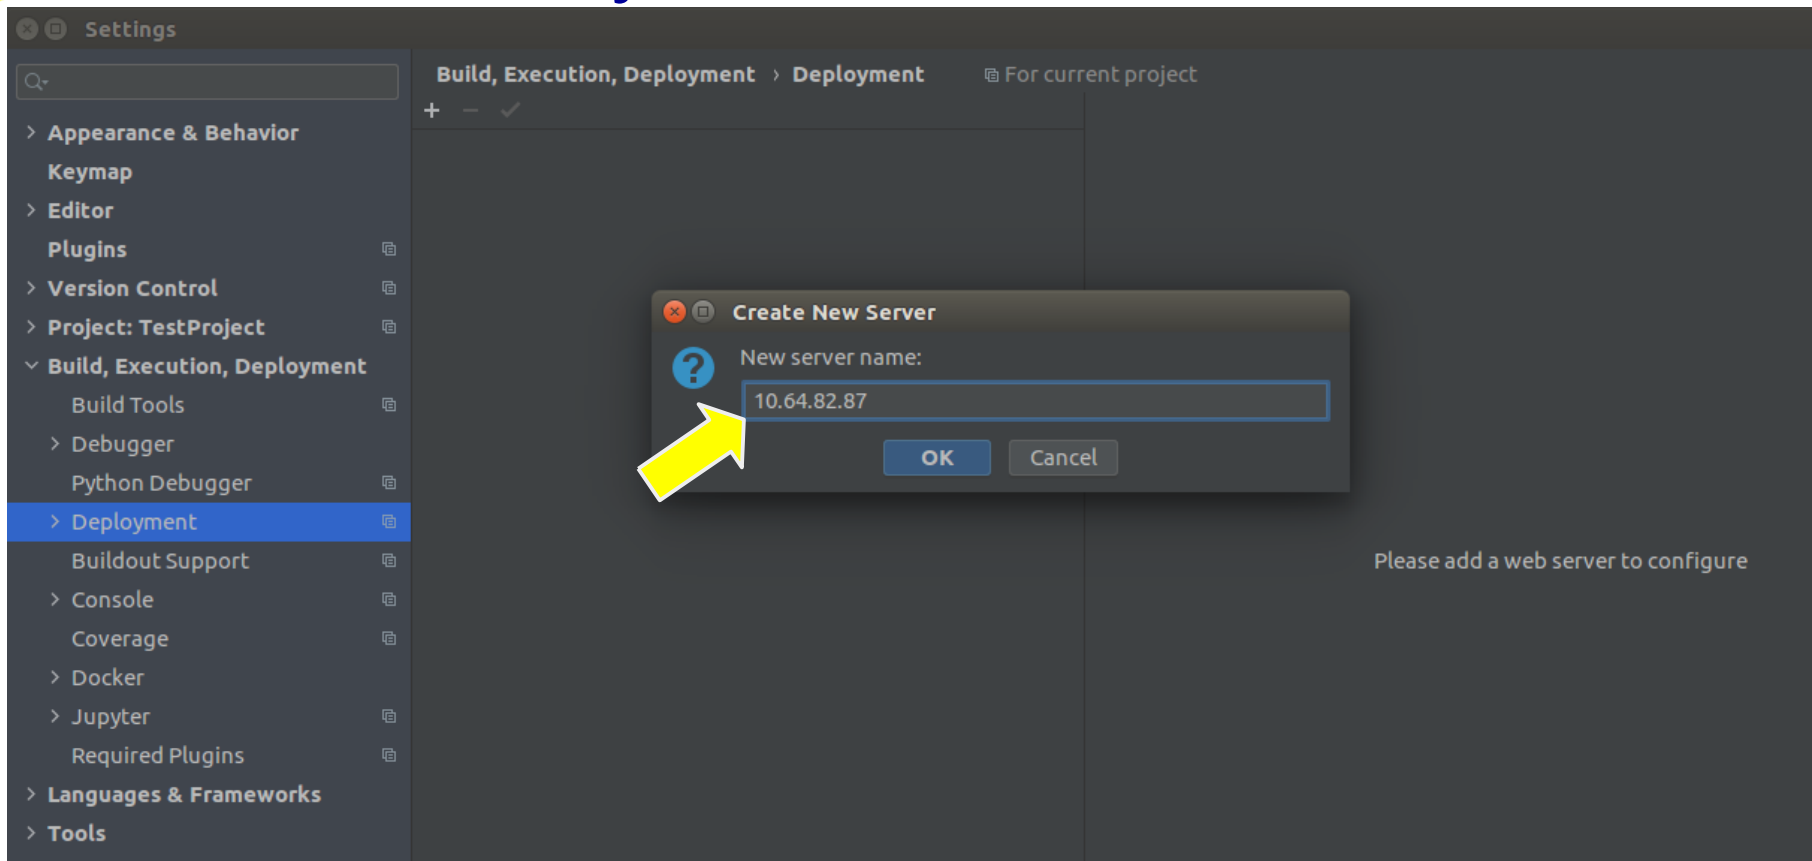 Settings
Build, Execution, Deployment › Deployment
For current project
Appearance & Behavior
Keymap
Editor
Plugins
Version Control
Project: TestProject
Build, Execution, Deployment
Build Tools
Debugger
Python Debugger
Deployment
Buildout Support
Console
Coverage
Docker
Jupyter
Required Plugins
Languages & Frameworks
Tools
Create New Server
New server name:
10.64.82.87
OK
Cancel
Please add a web server to configure